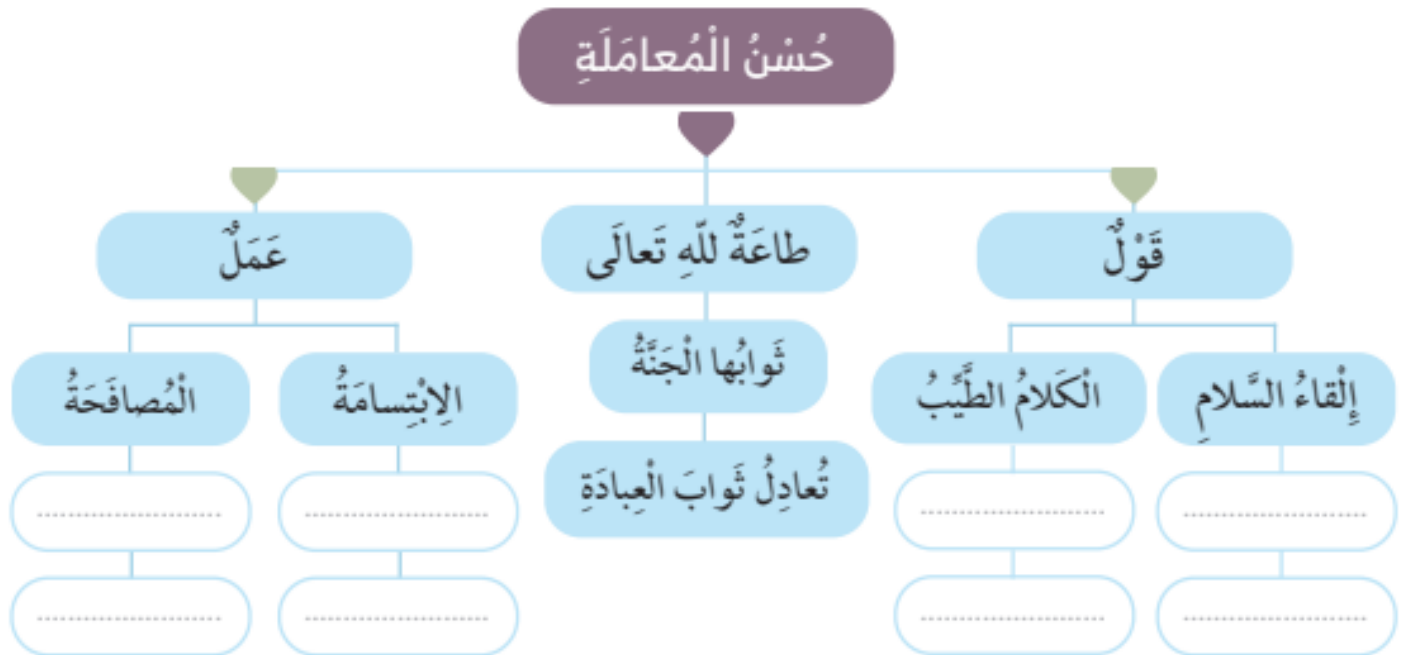 حُسْنُ الْمُعامَلَةِ
قَوْلٌ
طاعَةٌ للّهِ تَعالَى
عَمَلٌ
إِلْقاءُ السَّلامِ
الْكَلامُ الطَّيِّبُ
ثَوابُها الْجَنَّةُ
الِابْتِسامَةُ
الْمُصافَحَةُ
تُعادِلُ ثَوابَ الْعِبادَةِ